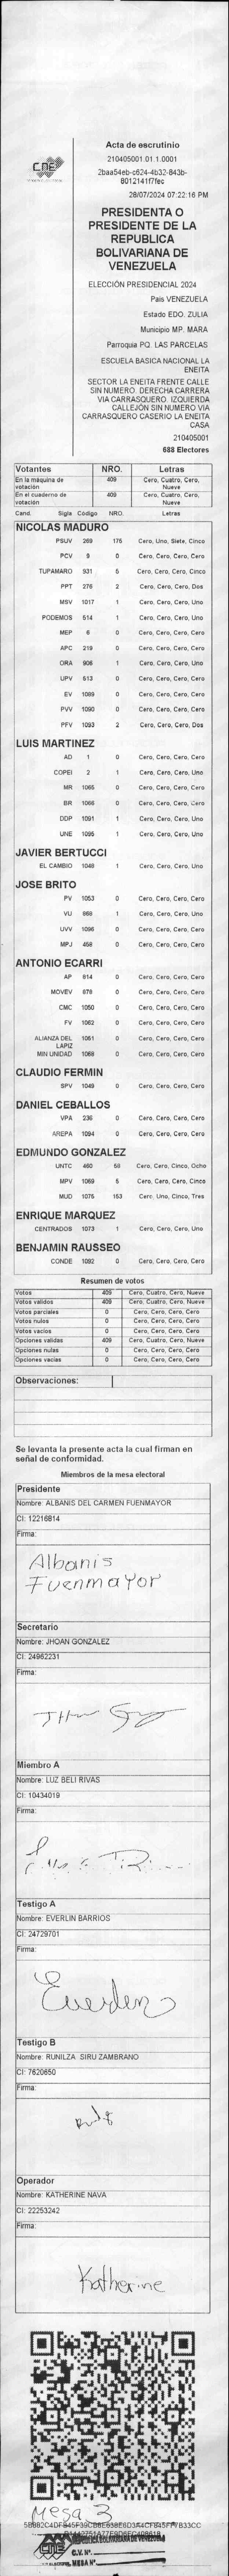 CNE
Acta de escrutinio
210405001.01.1.0001
2baa54eb-c624-4b32-843b-
8012141f7fec
28/07/2024 07:22:16 PM
PRESIDENTA O
PRESIDENTE DE LA
REPUBLICA
BOLIVARIANA DE
VENEZUELA
ELECCIÓN PRESIDENCIAL 2024
Pais VENEZUELA
Estado EDO. ZULIA
Municipio MP. MARA
Parroquia PQ. LAS PARCELAS
ESCUELA BASICA NACIONAL LA
ENEITA
SECTOR LA ENEITA FRENTE CALLE
SIN NUMERO. DERECHA CARRERA
VIA CARRASQUERO. IZQUIERDA
CALLEJÓN SIN NUMERO VIA
CARRASQUERO CASERIO LA ENEITA
CASA
210405001
688 Electores
Votantes NRO. Letras
En la máquina de votación 409 Cero, Cuatro, Cero, Nueve
En el cuaderno de votación 409 Cero, Cuatro, Cero, Nueve
Cand. Sigla Código NRO. Letras
NICOLAS MADURO
PSUV 269 175 Cero, Uno, Siete, Cinco
PCV 9 0 Cero, Cero, Cero, Cero
TUPAMARO 931 5 Cero, Cero, Cero, Cinco
PPT 276 2 Cero, Cero, Cero, Dos
MSV 1017 1 Cero, Cero, Cero, Uno
PODEMOS 514 1 Cero, Cero, Cero, Uno
MEP 6 0 Cero, Cero, Cero, Cero
APC 219 0 Cero, Cero, Cero, Cero
ORA 906 1 Cero, Cero, Cero, Uno
UPV 513 0 Cero, Cero, Cero, Cero
EV 1089 0 Cero, Cero, Cero, Cero
PVV 1090 0 Cero, Cero, Cero, Cero
PFV 1093 2 Cero, Cero, Cero, Dos
LUIS MARTINEZ
AD 1 0 Cero, Cero, Cero, Cero
COPEI 2 1 Cero, Cero, Cero, Uno
MR 1065 0 Cero, Cero, Cero, Cero
BR 1066 0 Cero, Cero, Cero, Cero
DDP 1091 1 Cero, Cero, Cero, Uno
UNE 1095 1 Cero, Cero, Cero, Uno
JAVIER BERTUCCI
EL CAMBIO 1048 1 Cero, Cero, Cero, Uno
JOSE BRITO
PV 1053 0 Cero, Cero, Cero, Cero
VU 868 1 Cero, Cero, Cero, Uno
UVV 1096 0 Cero, Cero, Cero, Cero
MPJ 458 0 Cero, Cero, Cero, Cero
ANTONIO ECARRI
AP 814 0 Cero, Cero, Cero, Cero
MOVEV 878 0 Cero, Cero, Cero, Cero
CMC 1050 0 Cero, Cero, Cero, Cero
FV 1062 0 Cero, Cero, Cero, Cero
ALIANZA DEL LAPIZ 1061 0 Cero, Cero, Cero, Cero
MIN UNIDAD 1068 0 Cero, Cero, Cero, Cero
CLAUDIO FERMIN
SPV 1049 0 Cero, Cero, Cero, Cero
DANIEL CEBALLOS
VPA 236 0 Cero, Cero, Cero, Cero
AREPA 1094 0 Cero, Cero, Cero, Cero
EDMUNDO GONZALEZ
UNTC 460 58 Cero, Cero, Cinco, Ocho
MPV 1069 5 Cero, Cero, Cero, Cinco
MUD 1075 153 Cero, Uno, Cinco, Tres
ENRIQUE MARQUEZ
CENTRADOS 1073 1 Cero, Cero, Cero, Uno
BENJAMIN RAUSSEO
CONDE 1092 0 Cero, Cero, Cero, Cero
Resumen de votos
Votos 409 Cero, Cuatro, Cero, Nueve
Votos validos 409 Cero, Cuatro, Cero, Nueve
Votos parciales 0 Cero, Cero, Cero, Cero
Votos nulos 0 Cero, Cero, Cero, Cero
Votos vacios 0 Cero, Cero, Cero, Cero
Opciones validas 409 Cero, Cuatro, Cero, Nueve
Opciones nulas 0 Cero, Cero, Cero, Cero
Opciones vacias 0 Cero, Cero, Cero, Cero
Observaciones:
Se levanta la presente acta la cual firman en
señal de conformidad.
Miembros de la mesa electoral
Presidente
Nombre: ALBANIS DEL CARMEN FUENMAYOR
CI: 12216814
Firma:
Albanis
Fuenmayor
Secretario
Nombre: JHOAN GONZALEZ
CI: 24962231
Firma:
Miembro A
Nombre: LUZ BELI RIVAS
CI: 10434019
Firma:
Testigo A
Nombre: EVERLIN BARRIOS
CI: 24729701
Firma:
Testigo B
Nombre: RUNILZA SIRU ZAMBRANO
CI: 7620650
Firma:
Operador
Nombre: KATHERINE NAVA
CI: 22253242
Firma:
Katherine
Mesa 3
REPUBLICA BOLIVARIANA DE VENEZUELA
CNE C.V. Nº
MESA Nº